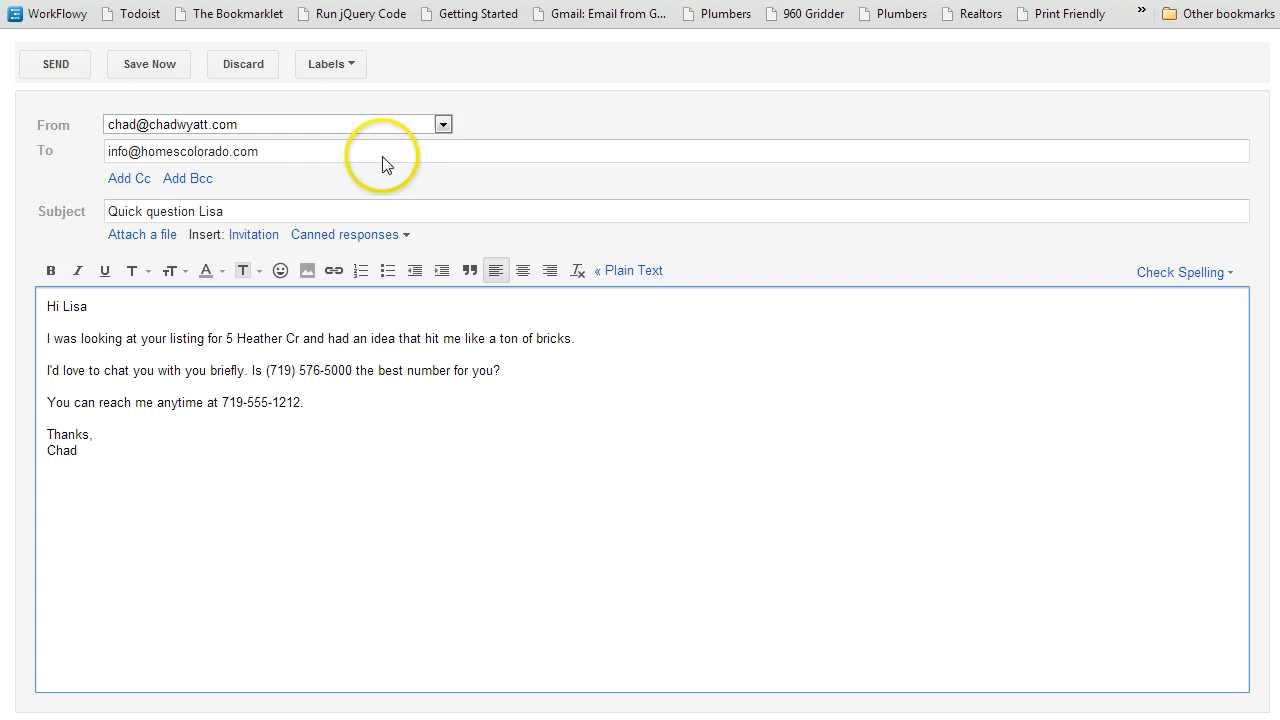 WorkFlowy Todoist The Bookmarklet Run jQuery Code Getting Started Gmail: Email from G... Plumbers 960 Gridder Plumbers Realtors Print Friendly » Other bookmarks
SEND Save Now Discard Labels
From chad@chadwyatt.com
To info@homescolorado.com
Add Cc Add Bcc
Subject Quick question Lisa
Attach a file Insert: Invitation Canned responses
B I U T TT A T « Plain Text Check Spelling
Hi Lisa
I was looking at your listing for 5 Heather Cr and had an idea that hit me like a ton of bricks.
I'd love to chat you with you briefly. Is (719) 576-5000 the best number for you?
You can reach me anytime at 719-555-1212.
Thanks,
Chad